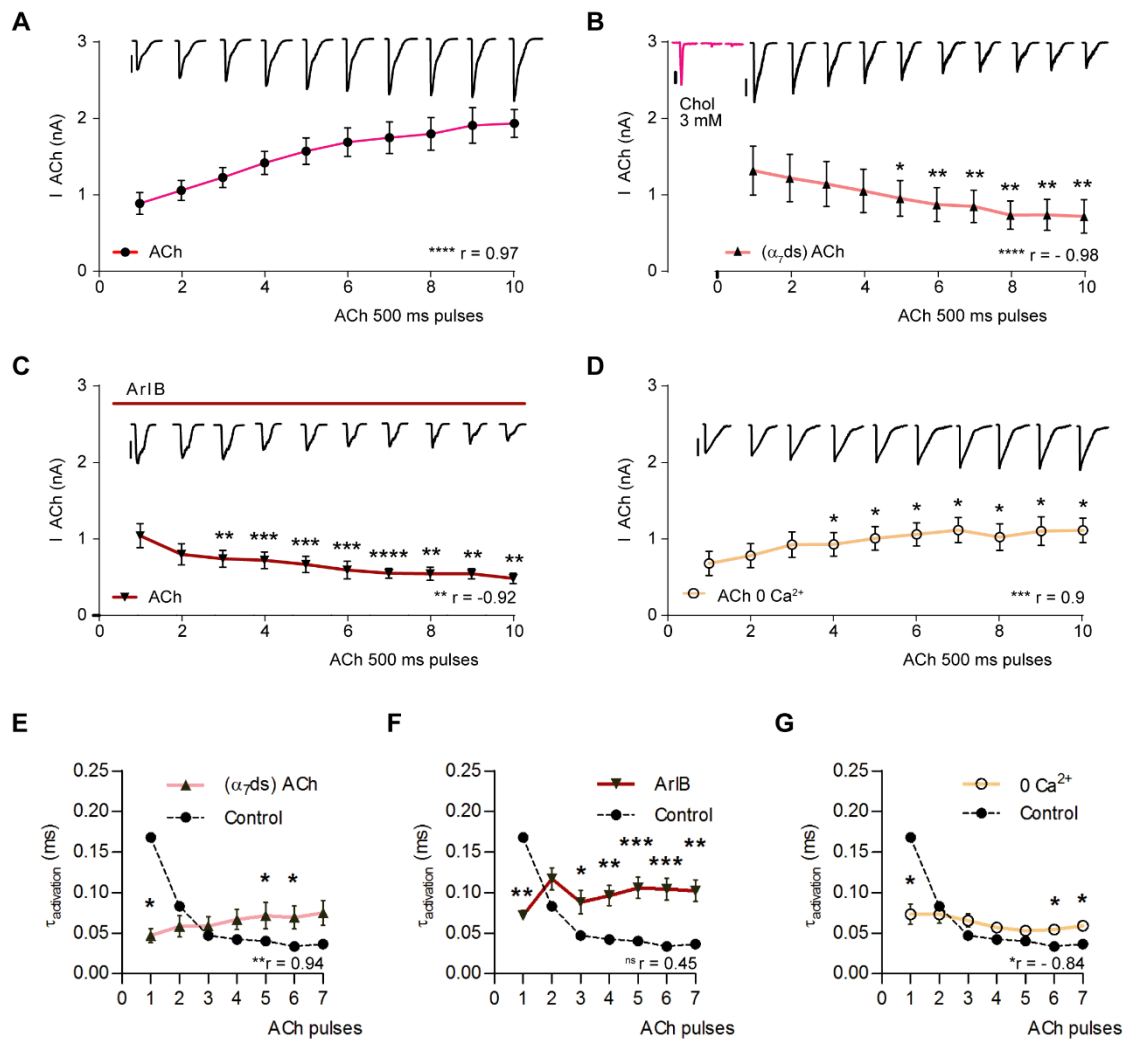 A
3
2
1
0
I ACh (nA)
ACh
**** r = 0.97
0 2 4 6 8 10
ACh 500 ms pulses
B
3
2
1
0
I ACh (nA)
Chol
3 mM
* ** ** ** ** **
(α₇ds) ACh
**** r = - 0.98
0 2 4 6 8 10
ACh 500 ms pulses
C
ArIB
3
2
1
0
I ACh (nA)
** *** *** *** **** ** ** **
ACh
** r = -0.92
0 2 4 6 8 10
ACh 500 ms pulses
D
3
2
1
0
I ACh (nA)
* * * * * * *
ACh 0 Ca²⁺
*** r = 0.9
0 2 4 6 8 10
ACh 500 ms pulses
E
(α₇ds) ACh
Control
0.25
0.20
0.15
0.10
0.05
0.00
τactivation (ms)
* * *
**r = 0.94
0 1 2 3 4 5 6 7
ACh pulses
F
ArIB
Control
0.25
0.20
0.15
0.10
0.05
0.00
τactivation (ms)
** * ** *** *** **
ns r = 0.45
0 1 2 3 4 5 6 7
ACh pulses
G
0 Ca²⁺
Control
0.25
0.20
0.15
0.10
0.05
0.00
τactivation (ms)
* * *
*r = - 0.84
0 1 2 3 4 5 6 7
ACh pulses